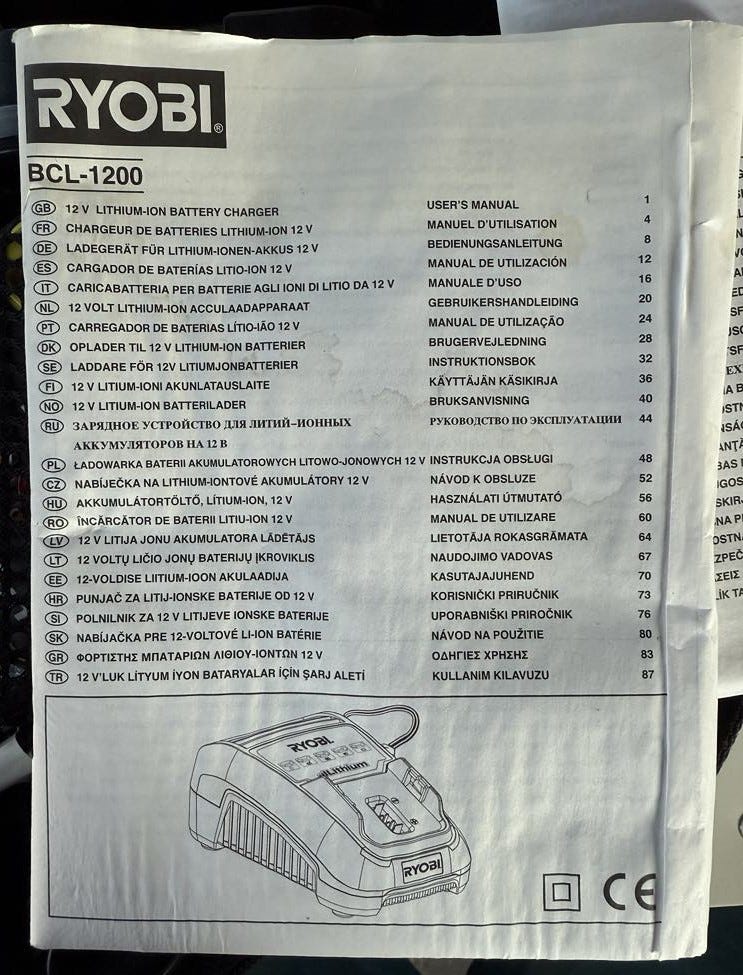 RYOBI®
BCL-1200
GB 12 V LITHIUM-ION BATTERY CHARGER USER'S MANUAL 1
FR CHARGEUR DE BATTERIES LITHIUM-ION 12 V MANUEL D'UTILISATION 4
DE LADEGERÄT FÜR LITHIUM-IONEN-AKKUS 12 V BEDIENUNGSANLEITUNG 8
ES CARGADOR DE BATERÍAS LITIO-ION 12 V MANUAL DE UTILIZACIÓN 12
IT CARICABATTERIA PER BATTERIE AGLI IONI DI LITIO DA 12 V MANUALE D'USO 16
NL 12 VOLT LITHIUM-ION ACCULAADAPPARAAT GEBRUIKERSHANDLEIDING 20
PT CARREGADOR DE BATERIAS LÍTIO-IÃO 12 V MANUAL DE UTILIZAÇÃO 24
DK OPLADER TIL 12 V LITHIUM-ION BATTERIER BRUGERVEJLEDNING 28
SE LADDARE FÖR 12V LITIUMJONBATTERIER INSTRUKTIONSBOK 32
FI 12 V LITIUM-IONI AKUNLATAUSLAITE KÄYTTÄJÄN KÄSIKIRJA 36
NO 12 V LITIUM-ION BATTERILADER BRUKSANVISNING 40
RU ЗАРЯДНОЕ УСТРОЙСТВО ДЛЯ ЛИТИЙ-ИОННЫХ РУКОВОДСТВО ПО ЭКСПЛУАТАЦИИ 44
АККУМУЛЯТОРОВ НА 12 В
PL ŁADOWARKA BATERII AKUMULATOROWYCH LITOWO-JONOWYCH 12 V INSTRUKCJA OBSŁUGI 48
CZ NABÍJEČKA NA LITHIUM-IONTOVÉ AKUMULÁTORY 12 V NÁVOD K OBSLUZE 52
HU AKKUMULÁTORTÖLTŐ, LÍTIUM-ION, 12 V HASZNÁLATI ÚTMUTATÓ 56
RO ÎNCĂRCĂTOR DE BATERII LITIU-ION 12 V MANUAL DE UTILIZARE 60
LV 12 V LITIJA JONU AKUMULATORA LĀDĒTĀJS LIETOTĀJA ROKASGRĀMATA 64
LT 12 VOLTŲ LIČIO JONŲ BATERIJŲ ĮKROVIKLIS NAUDOJIMO VADOVAS 67
EE 12-VOLDISE LIITIUM-IOON AKULAADIJA KASUTAJAJUHEND 70
HR PUNJAČ ZA LITIJ-IONSKE BATERIJE OD 12 V KORISNIČKI PRIRUČNIK 73
SI POLNILNIK ZA 12 V LITIJEVE IONSKE BATERIJE UPORABNIŠKI PRIROČNIK 76
SK NABÍJAČKA PRE 12-VOLTOVÉ LI-ION BATÉRIE NÁVOD NA POUŽITIE 80
GR ΦΟΡΤΙΣΤΗΣ ΜΠΑΤΑΡΙΩΝ ΛΙΘΙΟΥ-ΙΟΝΤΩΝ 12 V ΟΔΗΓΙΕΣ ΧΡΗΣΗΣ 83
TR 12 V'LUK LİTYUM İYON BATARYALAR İÇİN ŞARJ ALETİ KULLANİM KILAVUZU 87
RYOBI
Lithium
RYOBI
CE